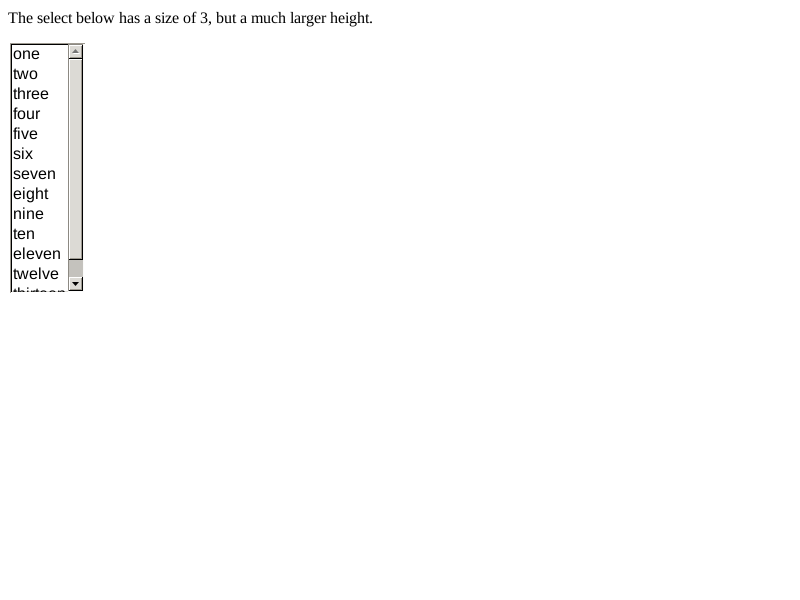 The select below has a size of 3, but a much larger height.
one
two
three
four
five
six
seven
eight
nine
ten
eleven
twelve